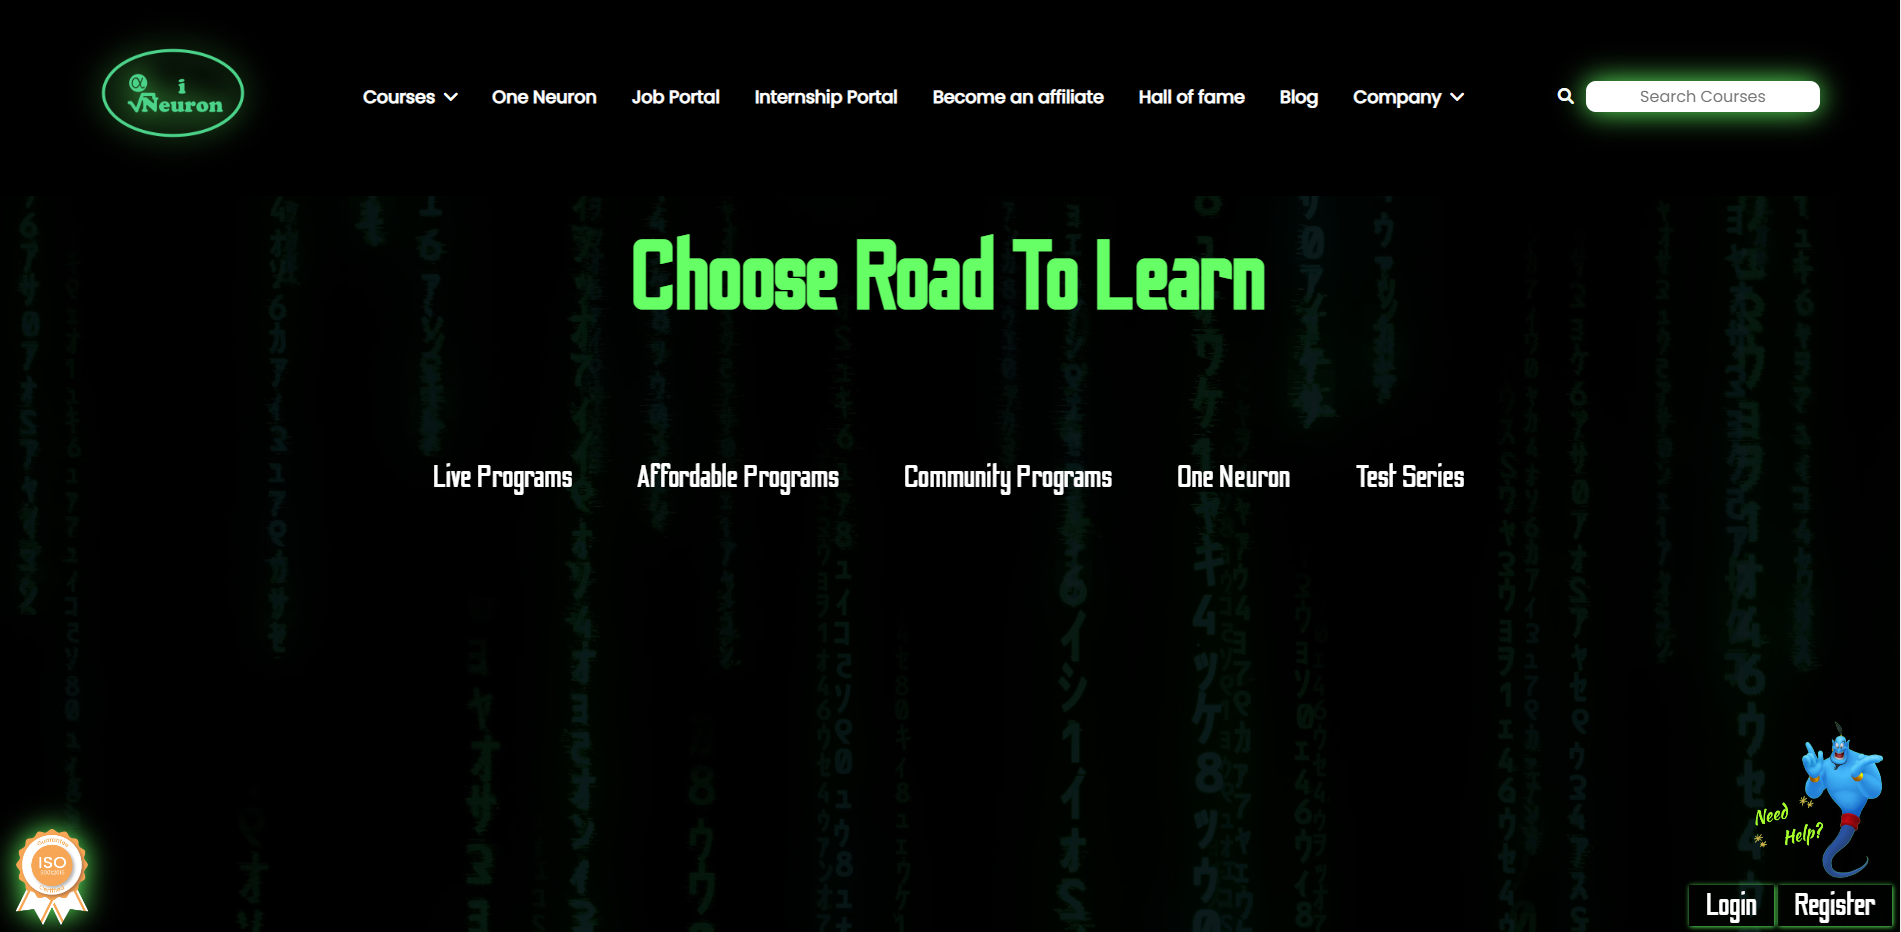 i
√Neuron
Courses
One Neuron
Job Portal
Internship Portal
Become an affiliate
Hall of fame
Blog
Company
Search Courses
Choose Road To Learn
Live Programs
Affordable Programs
Community Programs
One Neuron
Test Series
Need
Help?
ISO
Login
Register